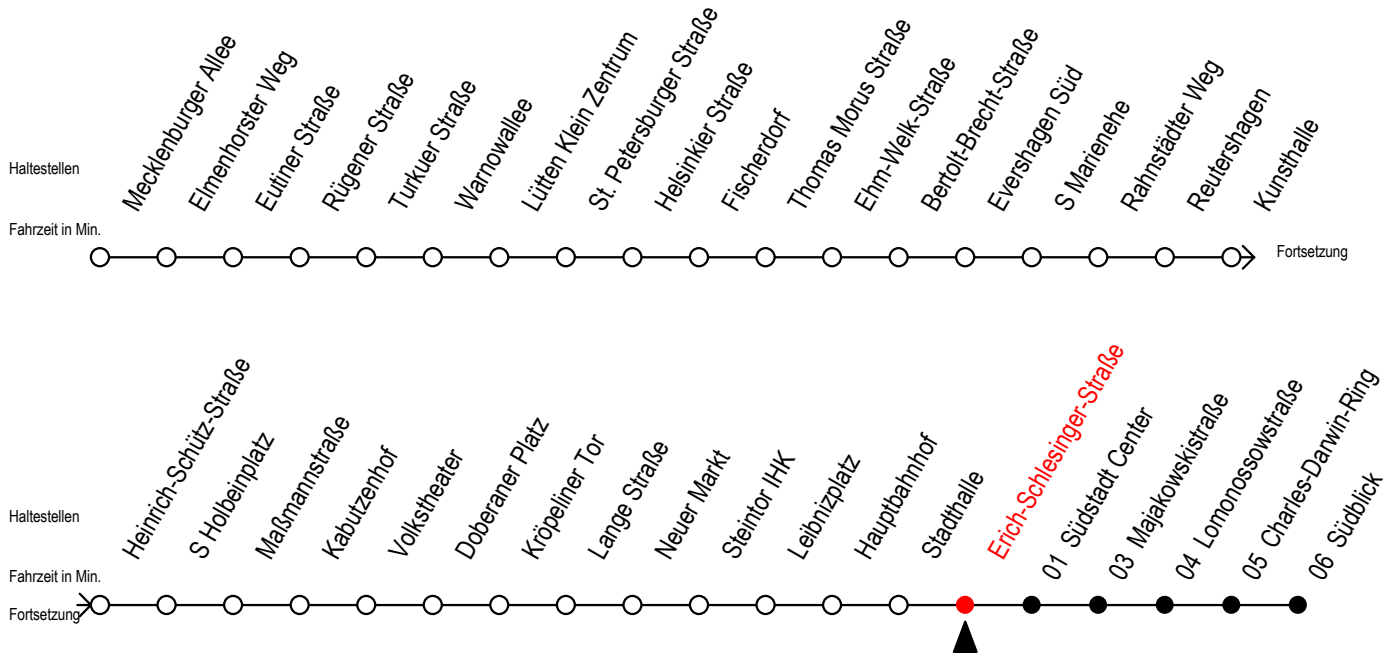 Haltestellen
Mecklenburger Allee
Elmenhorster Weg
Eutiner Straße
Rügener Straße
Turkuer Straße
Warnowallee
Lütten Klein Zentrum
St. Petersburger Straße
Helsinkier Straße
Fischerdorf
Thomas Morus Straße
Ehm-Welk-Straße
Bertolt-Brecht-Straße
Evershagen Süd
S Marienehe
Rahnstädter Weg
Reutershagen
Kunsthalle
Fahrzeit in Min.
Fortsetzung
Haltestellen
Heinrich-Schütz-Straße
S Holbeinplatz
Maßmannstraße
Kabutzenhof
Volkstheater
Doberaner Platz
Kröpeliner Tor
Lange Straße
Neuer Markt
Steintor IHK
Leibnizplatz
Hauptbahnhof
Stadthalle
Erich-Schlesinger-Straße
01 Südstadt Center
03 Majakowskistraße
04 Lomonossowstraße
05 Charles-Darwin-Ring
06 Südblick
Fahrzeit in Min.
Fortsetzung